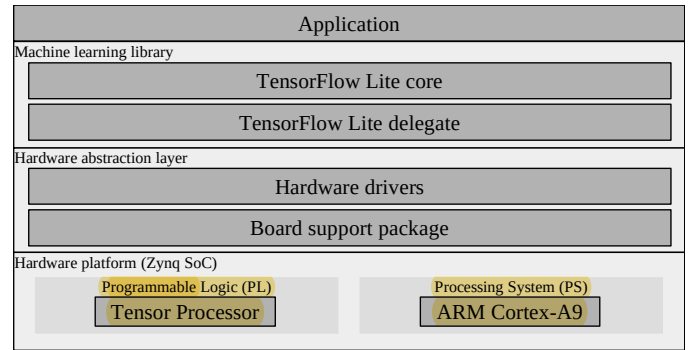 Application
Machine learning library
TensorFlow Lite core
TensorFlow Lite delegate
Hardware abstraction layer
Hardware drivers
Board support package
Hardware platform (Zynq SoC)
Programmable Logic (PL)
Tensor Processor
Processing System (PS)
ARM Cortex-A9